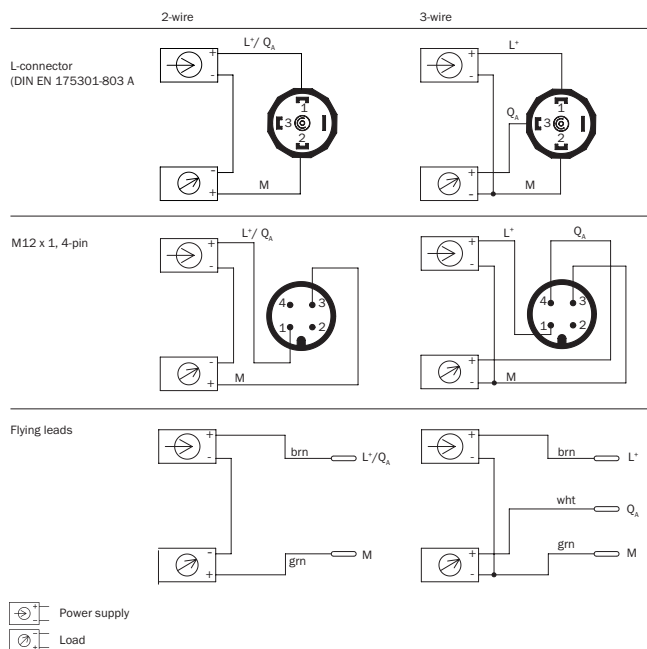 2-wire 3-wire
L-connector
(DIN EN 175301-803 A
L⁺/ Q_A
+
-
1
3
2
-
+
M
L⁺
+
-
Q_A
1
3
2
+
-
M
M12 x 1, 4-pin
L⁺/ Q_A
+
-
4 3
1 2
-
+
M
L⁺ Q_A
+
-
4 3
1 2
+
-
M
Flying leads
+
-
brn L⁺/Q_A
-
+
grn M
+
-
brn L⁺
wht Q_A
+
-
grn M
+
-
Power supply
-
+
Load